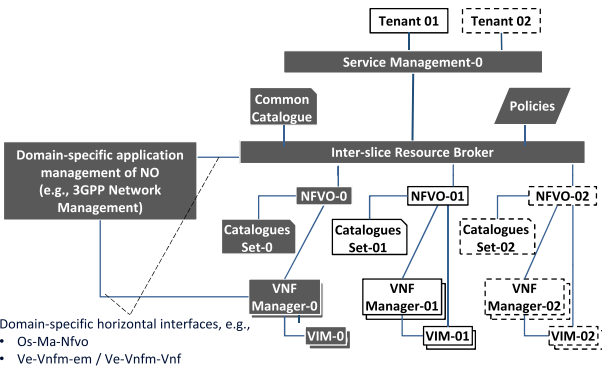 Tenant 01
Tenant 02
Service Management-0
Common
Catalogue
Policies
Inter-slice Resource Broker
Domain-specific application
management of NO
(e.g., 3GPP Network
Management)
NFVO-0
NFVO-01
NFVO-02
Catalogues
Set-0
Catalogues
Set-01
Catalogues
Set-02
VNF
Manager-0
VNF
Manager-01
VNF
Manager-02
VIM-0
VIM-01
VIM-02
Domain-specific horizontal interfaces, e.g.,
• Os-Ma-Nfvo
• Ve-Vnfm-em / Ve-Vnfm-Vnf